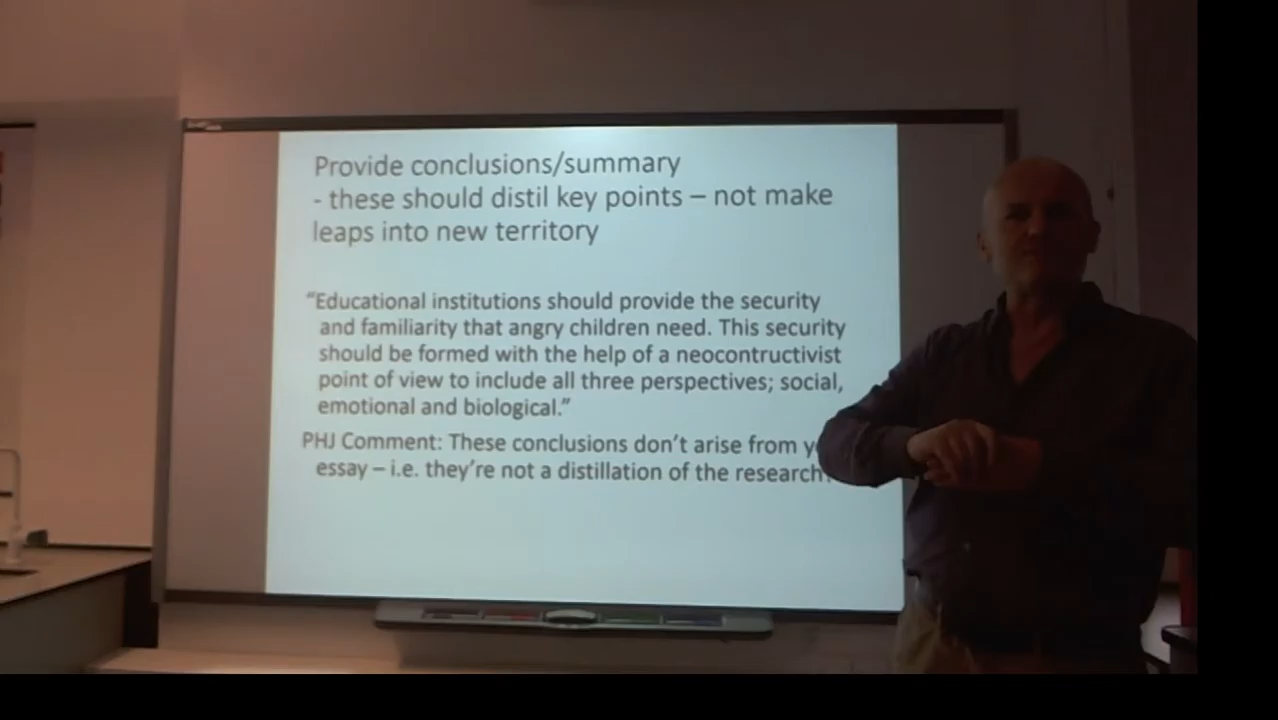 Provide conclusions/summary
- these should distil key points – not make
leaps into new territory
“Educational institutions should provide the security
and familiarity that angry children need. This security
should be formed with the help of a neocontructivist
point of view to include all three perspectives; social,
emotional and biological.”
PHJ Comment: These conclusions don’t arise from
essay – i.e. they’re not a distillation of the research